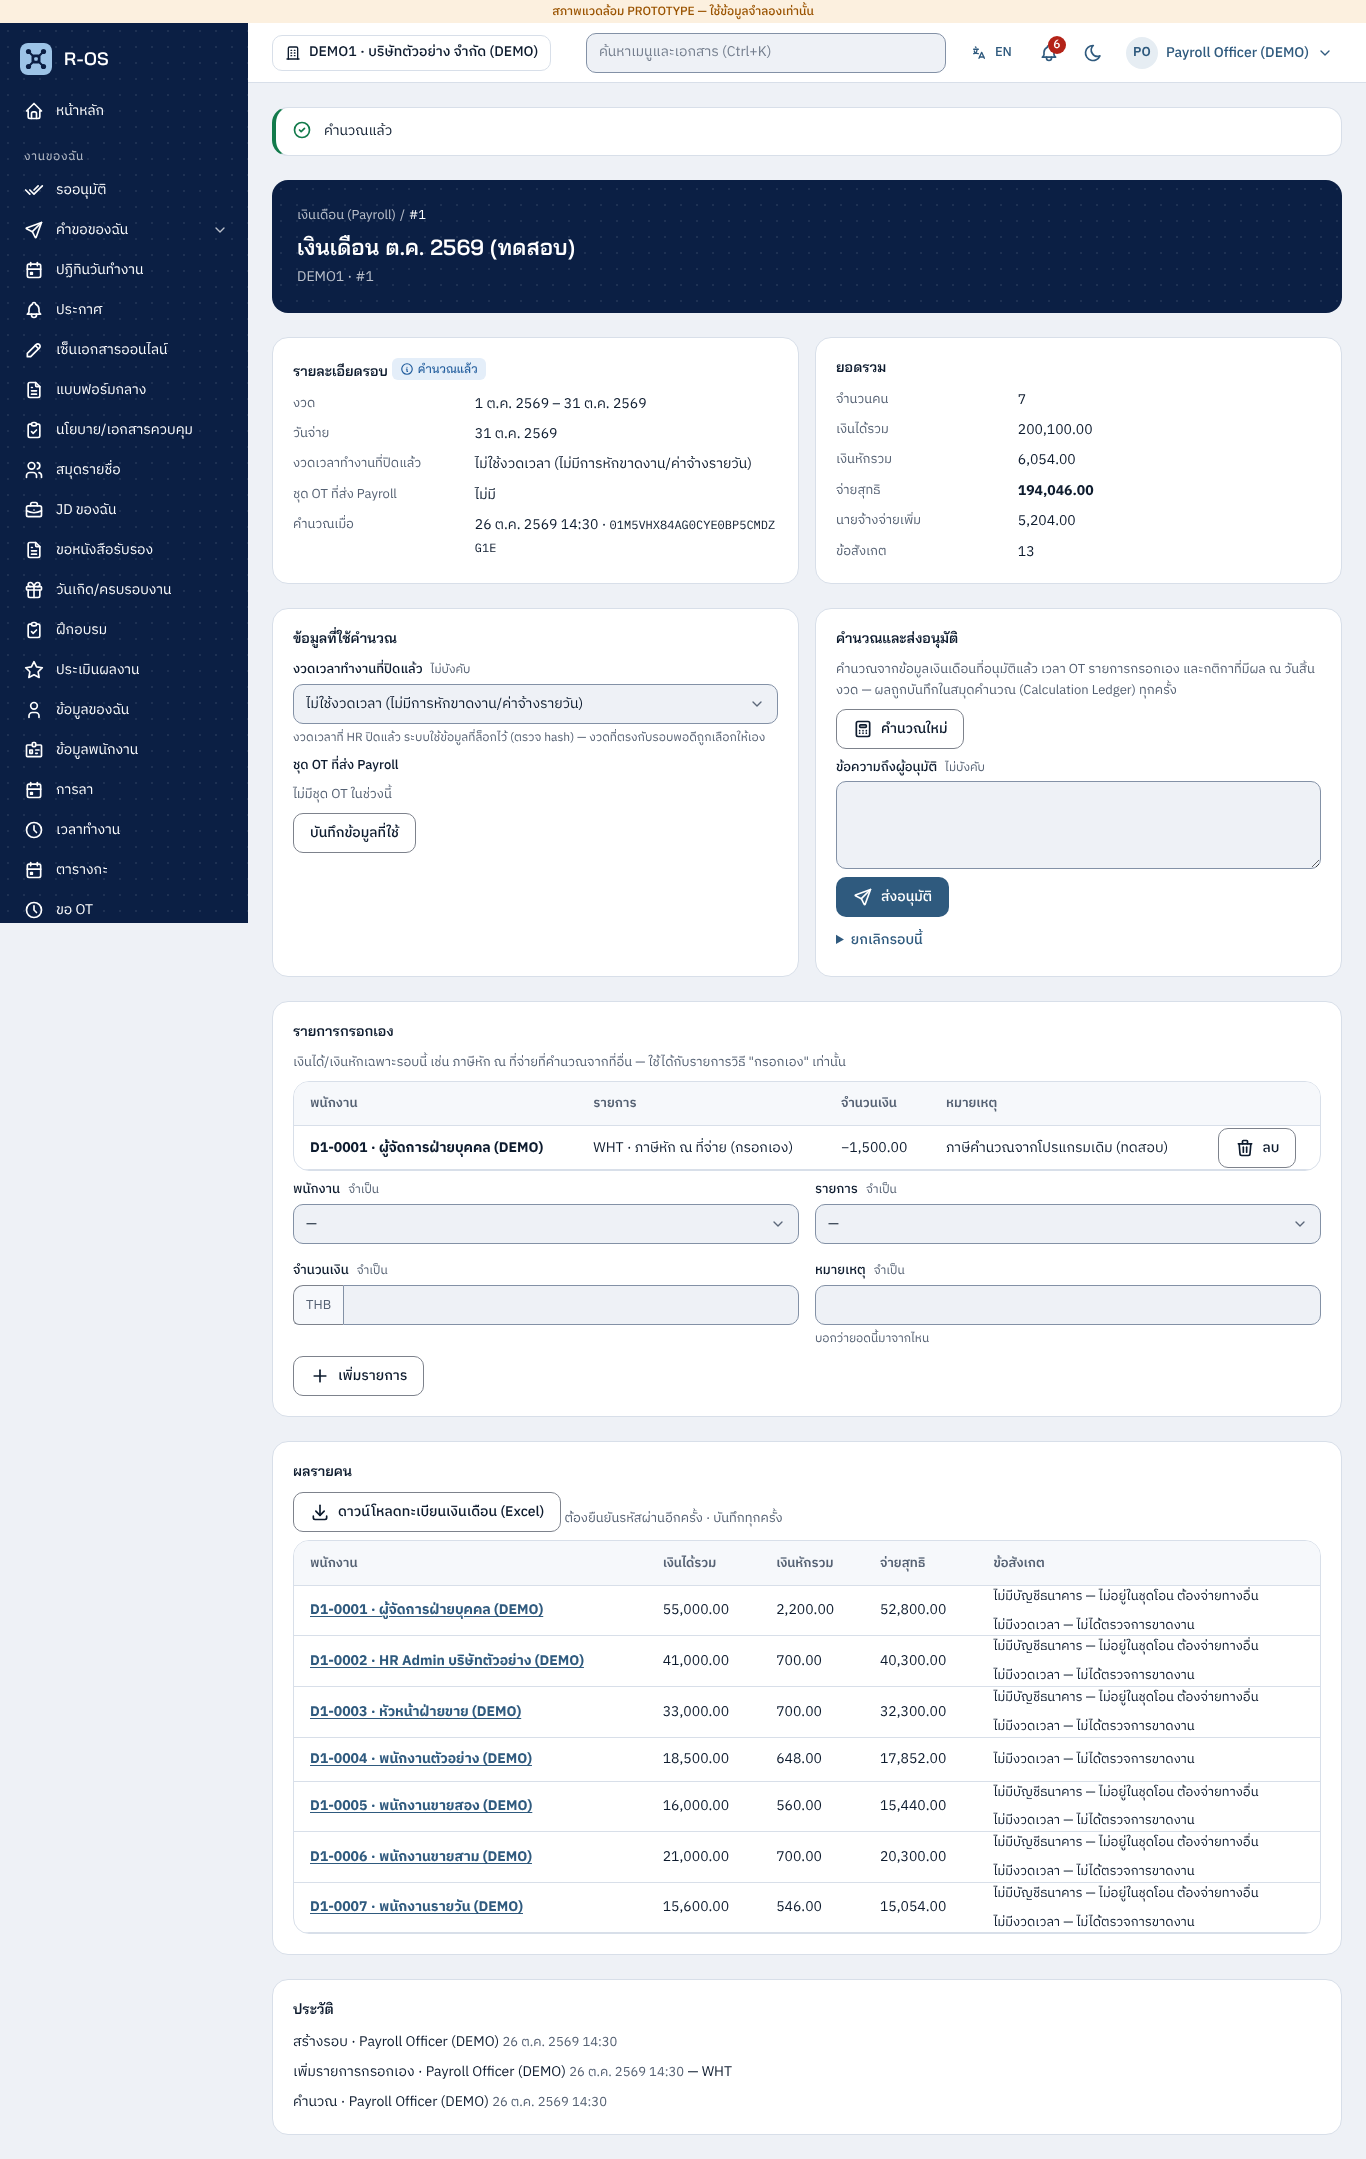 สภาพแวดล้อม PROTOTYPE — ใช้ข้อมูลจำลองเท่านั้น
R-OS
DEMO1 · บริษัทตัวอย่าง จำกัด (DEMO)
ค้นหาเมนูและเอกสาร (Ctrl+K)
EN
6
PO
Payroll Officer (DEMO)
หน้าหลัก
งานของฉัน
รออนุมัติ
คำขอของฉัน
ปฏิทินวันทำงาน
ประกาศ
เซ็นเอกสารออนไลน์
แบบฟอร์มกลาง
นโยบาย/เอกสารควบคุม
สมุดรายชื่อ
JD ของฉัน
ขอหนังสือรับรอง
วันเกิด/ครบรอบงาน
ฝึกอบรม
ประเมินผลงาน
ข้อมูลของฉัน
ข้อมูลพนักงาน
การลา
เวลาทำงาน
ตารางกะ
ขอ OT
คำนวณแล้ว
เงินเดือน (Payroll) / #1
เงินเดือน ต.ค. 2569 (ทดสอบ)
DEMO1 · #1
รายละเอียดรอบ คำนวณแล้ว
งวด 1 ต.ค. 2569 – 31 ต.ค. 2569
วันจ่าย 31 ต.ค. 2569
งวดเวลาทำงานที่ปิดแล้ว ไม่ใช้งวดเวลา (ไม่มีการหักขาดงาน/ค่าจ้างรายวัน)
ชุด OT ที่ส่ง Payroll ไม่มี
คำนวณเมื่อ 26 ต.ค. 2569 14:30 · 01M5VHX84AG0CYE0BP5CMDZ
G1E
ยอดรวม
จำนวนคน 7
เงินได้รวม 200,100.00
เงินหักรวม 6,054.00
จ่ายสุทธิ 194,046.00
นายจ้างจ่ายเพิ่ม 5,204.00
ข้อสังเกต 13
ข้อมูลที่ใช้คำนวณ
งวดเวลาทำงานที่ปิดแล้ว ไม่บังคับ
ไม่ใช้งวดเวลา (ไม่มีการหักขาดงาน/ค่าจ้างรายวัน)
งวดเวลาที่ HR ปิดแล้ว ระบบใช้ข้อมูลที่ล็อกไว้ (ตรวจ hash) — งวดที่ตรงกับรอบพอดีถูกเลือกให้เอง
ชุด OT ที่ส่ง Payroll
ไม่มีชุด OT ในช่วงนี้
บันทึกข้อมูลที่ใช้
คำนวณและส่งอนุมัติ
คำนวณจากข้อมูลเงินเดือนที่อนุมัติแล้ว เวลา OT รายการกรอกเอง และกติกาที่มีผล ณ วันสิ้น
งวด — ผลถูกบันทึกในสมุดคำนวณ (Calculation Ledger) ทุกครั้ง
คำนวณใหม่
ข้อความถึงผู้อนุมัติ ไม่บังคับ
ส่งอนุมัติ
ยกเลิกรอบนี้
รายการกรอกเอง
เงินได้/เงินหักเฉพาะรอบนี้ เช่น ภาษีหัก ณ ที่จ่ายที่คำนวณจากที่อื่น — ใช้ได้กับรายการวิธี "กรอกเอง" เท่านั้น
พนักงาน รายการ จำนวนเงิน หมายเหตุ
D1-0001 · ผู้จัดการฝ่ายบุคคล (DEMO) WHT · ภาษีหัก ณ ที่จ่าย (กรอกเอง) −1,500.00 ภาษีคำนวณจากโปรแกรมเดิม (ทดสอบ) ลบ
พนักงาน จำเป็น
—
รายการ จำเป็น
—
จำนวนเงิน จำเป็น
THB
หมายเหตุ จำเป็น
บอกว่ายอดนี้มาจากไหน
เพิ่มรายการ
ผลรายคน
ดาวน์โหลดทะเบียนเงินเดือน (Excel) ต้องยืนยันรหัสผ่านอีกครั้ง · บันทึกทุกครั้ง
พนักงาน เงินได้รวม เงินหักรวม จ่ายสุทธิ ข้อสังเกต
D1-0001 · ผู้จัดการฝ่ายบุคคล (DEMO) 55,000.00 2,200.00 52,800.00 ไม่มีบัญชีธนาคาร — ไม่อยู่ในชุดโอน ต้องจ่ายทางอื่น
ไม่มีงวดเวลา — ไม่ได้ตรวจการขาดงาน
D1-0002 · HR Admin บริษัทตัวอย่าง (DEMO) 41,000.00 700.00 40,300.00 ไม่มีบัญชีธนาคาร — ไม่อยู่ในชุดโอน ต้องจ่ายทางอื่น
ไม่มีงวดเวลา — ไม่ได้ตรวจการขาดงาน
D1-0003 · หัวหน้าฝ่ายขาย (DEMO) 33,000.00 700.00 32,300.00 ไม่มีบัญชีธนาคาร — ไม่อยู่ในชุดโอน ต้องจ่ายทางอื่น
ไม่มีงวดเวลา — ไม่ได้ตรวจการขาดงาน
D1-0004 · พนักงานตัวอย่าง (DEMO) 18,500.00 648.00 17,852.00 ไม่มีงวดเวลา — ไม่ได้ตรวจการขาดงาน
D1-0005 · พนักงานขายสอง (DEMO) 16,000.00 560.00 15,440.00 ไม่มีบัญชีธนาคาร — ไม่อยู่ในชุดโอน ต้องจ่ายทางอื่น
ไม่มีงวดเวลา — ไม่ได้ตรวจการขาดงาน
D1-0006 · พนักงานขายสาม (DEMO) 21,000.00 700.00 20,300.00 ไม่มีบัญชีธนาคาร — ไม่อยู่ในชุดโอน ต้องจ่ายทางอื่น
ไม่มีงวดเวลา — ไม่ได้ตรวจการขาดงาน
D1-0007 · พนักงานรายวัน (DEMO) 15,600.00 546.00 15,054.00 ไม่มีบัญชีธนาคาร — ไม่อยู่ในชุดโอน ต้องจ่ายทางอื่น
ไม่มีงวดเวลา — ไม่ได้ตรวจการขาดงาน
ประวัติ
สร้างรอบ · Payroll Officer (DEMO) 26 ต.ค. 2569 14:30
เพิ่มรายการกรอกเอง · Payroll Officer (DEMO) 26 ต.ค. 2569 14:30 — WHT
คำนวณ · Payroll Officer (DEMO) 26 ต.ค. 2569 14:30